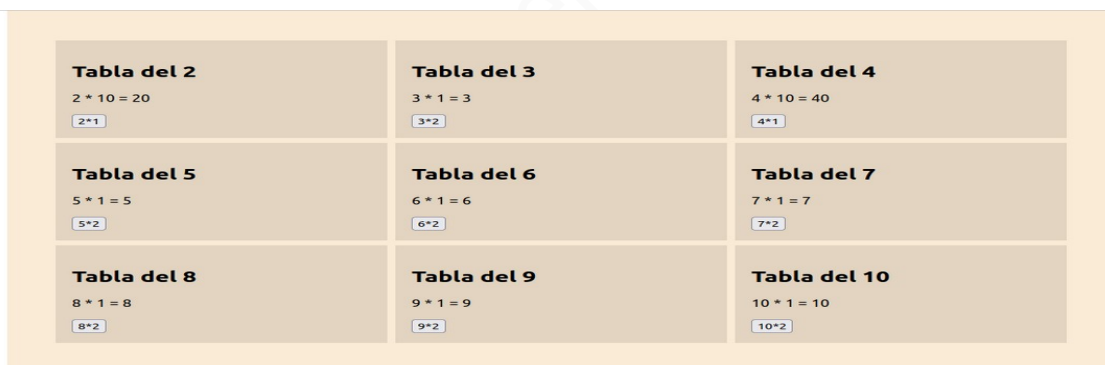 Tabla del 2
2 * 10 = 20
2*1
Tabla del 3
3 * 1 = 3
3*2
Tabla del 4
4 * 10 = 40
4*1
Tabla del 5
5 * 1 = 5
5*2
Tabla del 6
6 * 1 = 6
6*2
Tabla del 7
7 * 1 = 7
7*2
Tabla del 8
8 * 1 = 8
8*2
Tabla del 9
9 * 1 = 9
9*2
Tabla del 10
10 * 1 = 10
10*2